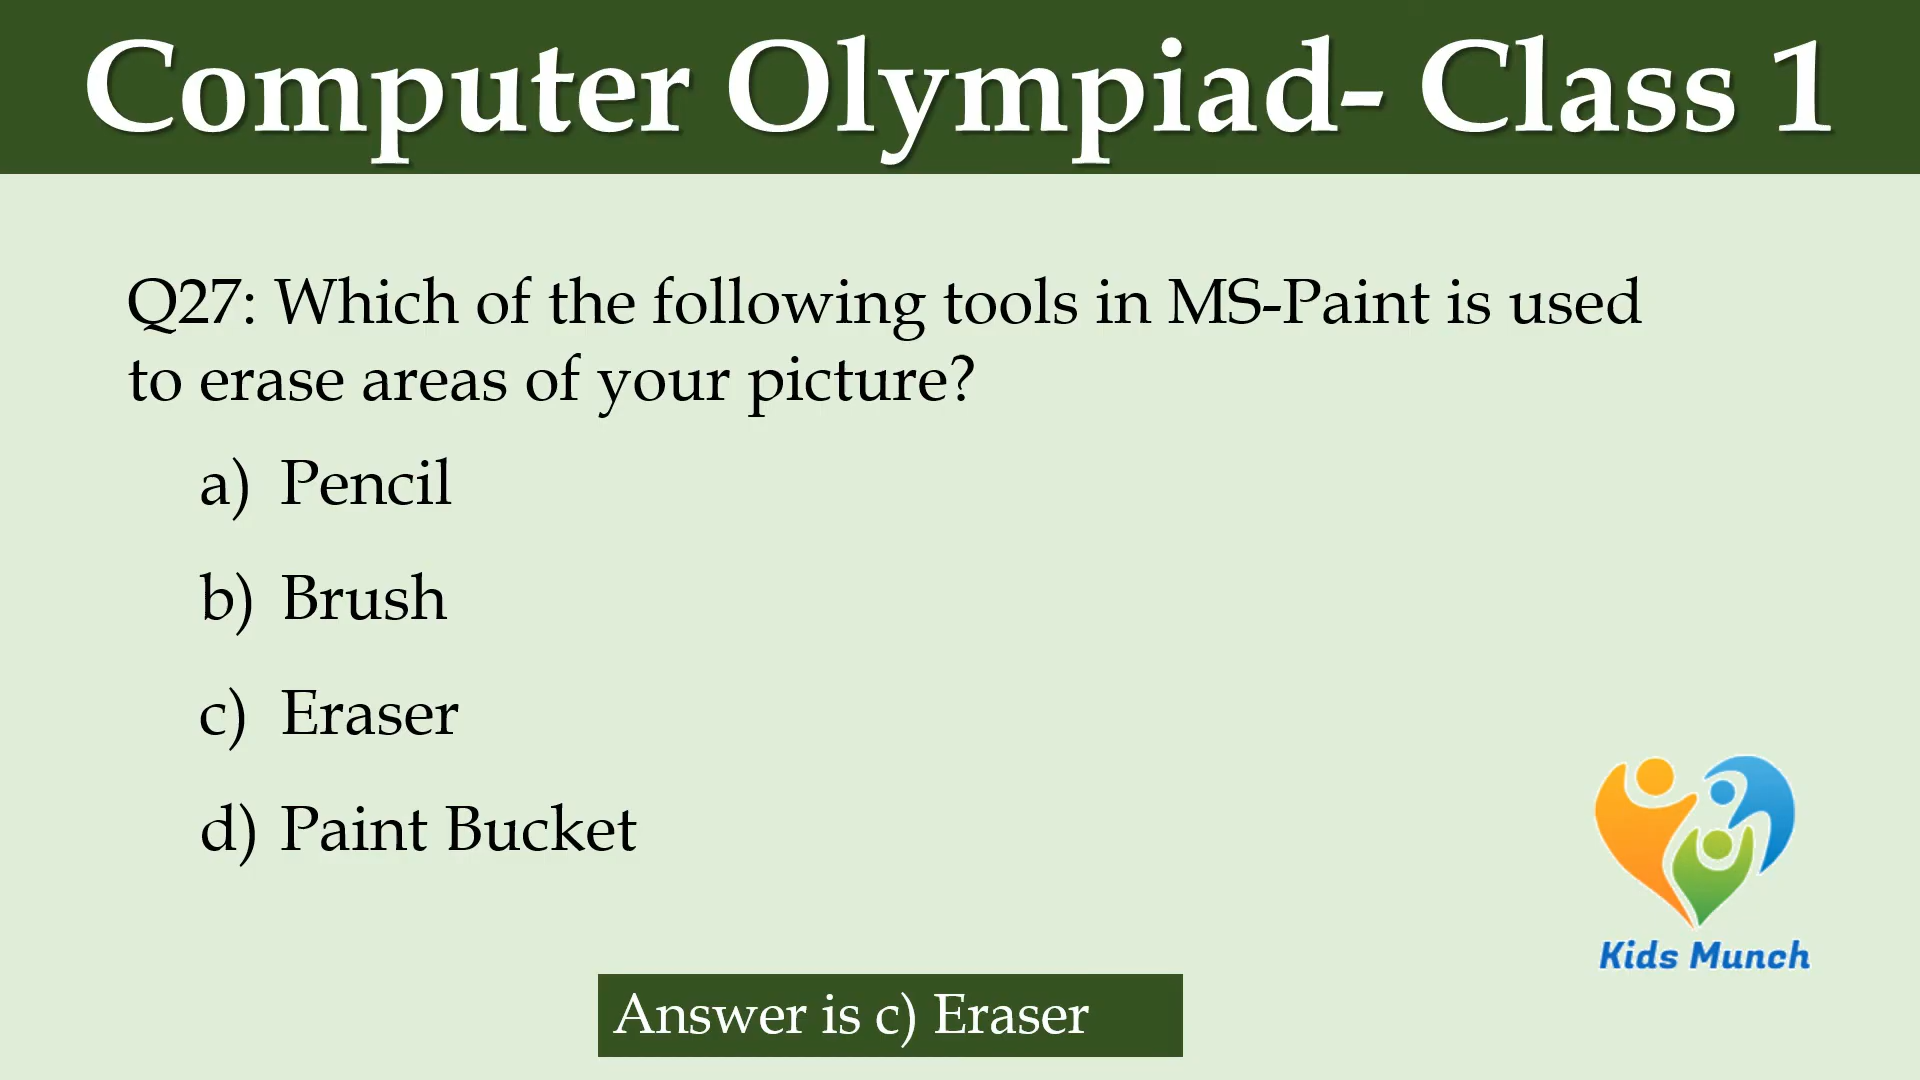 Computer Olympiad- Class 1
Q27: Which of the following tools in MS-Paint is used
to erase areas of your picture?
a) Pencil
b) Brush
c) Eraser
d) Paint Bucket
Kids Munch
Answer is c) Eraser